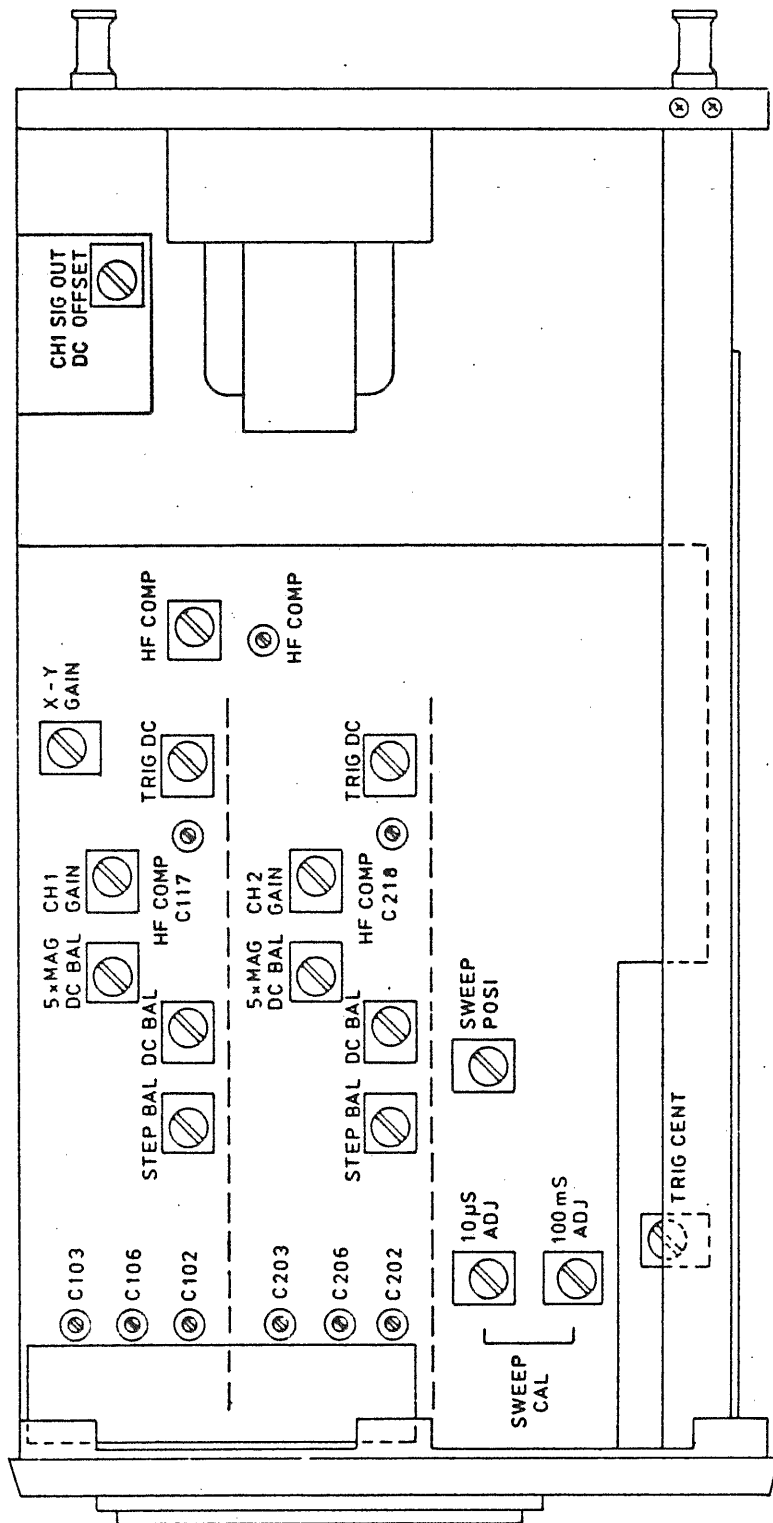 CH1 SIG OUT
DC OFFSET
X-Y
GAIN
HF COMP
HF COMP
TRIG DC
TRIG DC
CH1
GAIN
HF COMP
C117
CH2
GAIN
HF COMP
C218
5×MAG
DC BAL
5×MAG
DC BAL
DC BAL
DC BAL
STEP BAL
STEP BAL
SWEEP
POSI
C103
C106
C102
C203
C206
C202
10µS
ADJ
100mS
ADJ
SWEEP
CAL
TRIG CENT